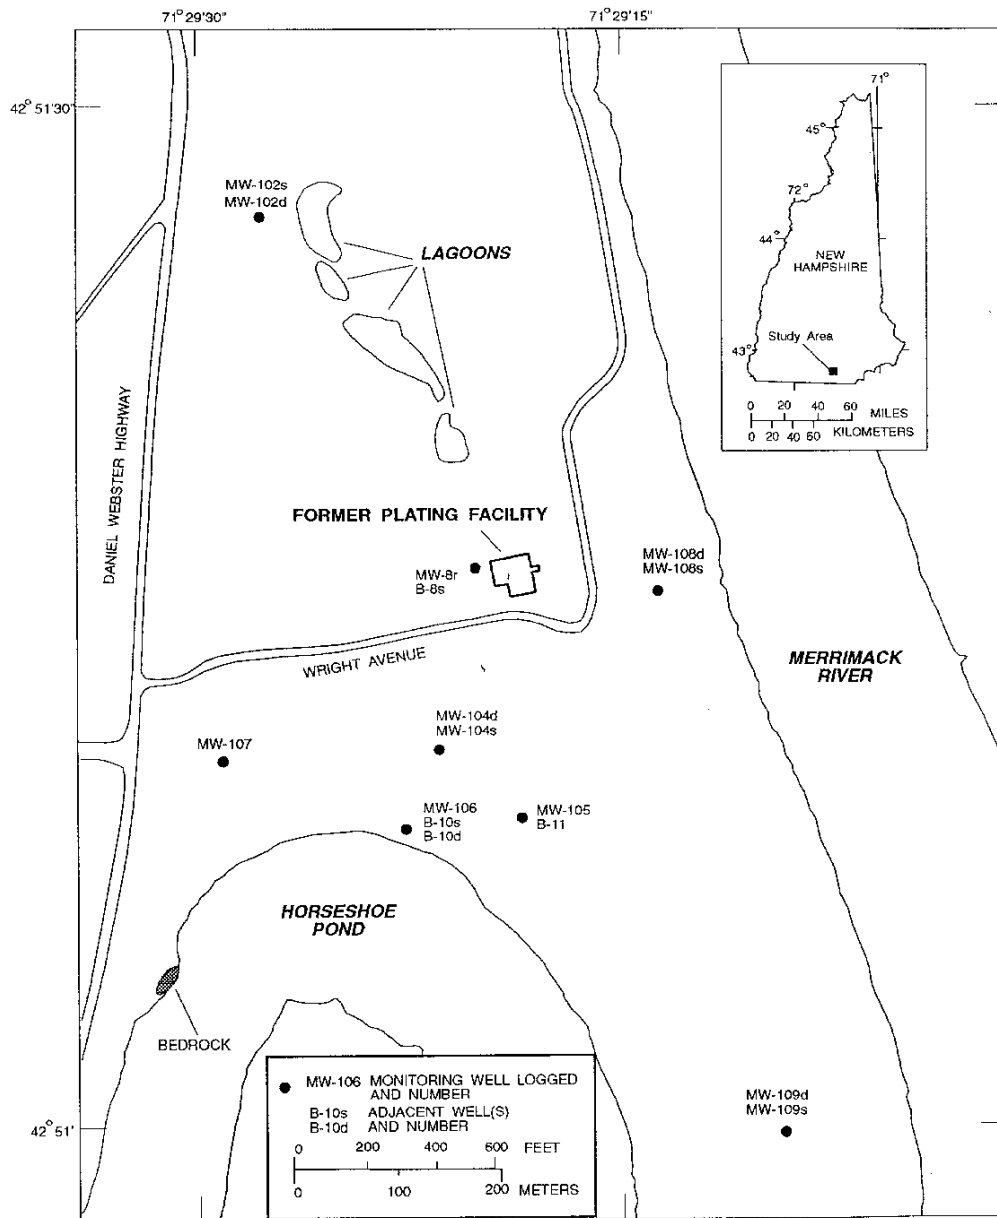 71°29'30"
71°29'15"
42°51'30"
MW-102s
MW-102d
LAGOONS
71°
45°
72°
44°
NEW
HAMPSHIRE
Study Area
43°
0 20 40 60 MILES
0 20 40 60 KILOMETERS
DANIEL WEBSTER HIGHWAY
FORMER PLATING FACILITY
MW-8r
B-8s
MW-108d
MW-108s
WRIGHT AVENUE
MERRIMACK
RIVER
MW-104d
MW-104s
MW-107
MW-106
B-10s
B-10d
MW-105
B-11
HORSESHOE
POND
BEDROCK
MW-106 MONITORING WELL LOGGED
AND NUMBER
B-10s ADJACENT WELL(S)
B-10d AND NUMBER
0 200 400 600 FEET
0 100 200 METERS
MW-109d
MW-109s
42°51'